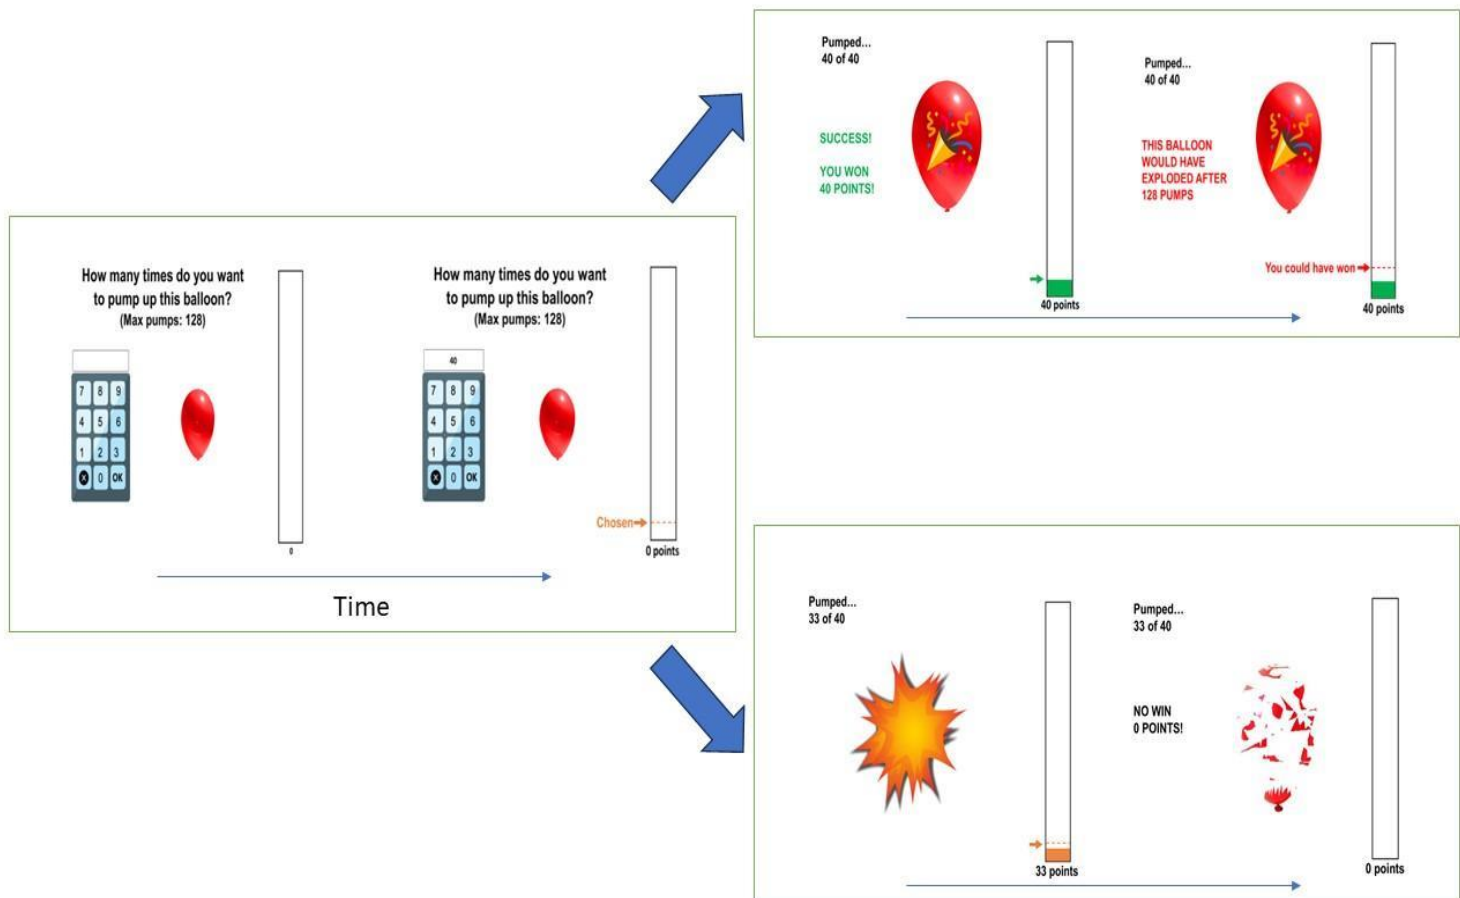 How many times do you want
to pump up this balloon?
(Max pumps: 128)
7 8 9
4 5 6
1 2 3
X 0 OK
0
How many times do you want
to pump up this balloon?
(Max pumps: 128)
40
7 8 9
4 5 6
1 2 3
X 0 OK
Chosen
0 points
Time
Pumped...
40 of 40
SUCCESS!
YOU WON
40 POINTS!
40 points
Pumped...
40 of 40
THIS BALLOON
WOULD HAVE
EXPLODED AFTER
128 PUMPS
You could have won
40 points
Pumped...
33 of 40
33 points
Pumped...
33 of 40
NO WIN
0 POINTS!
0 points